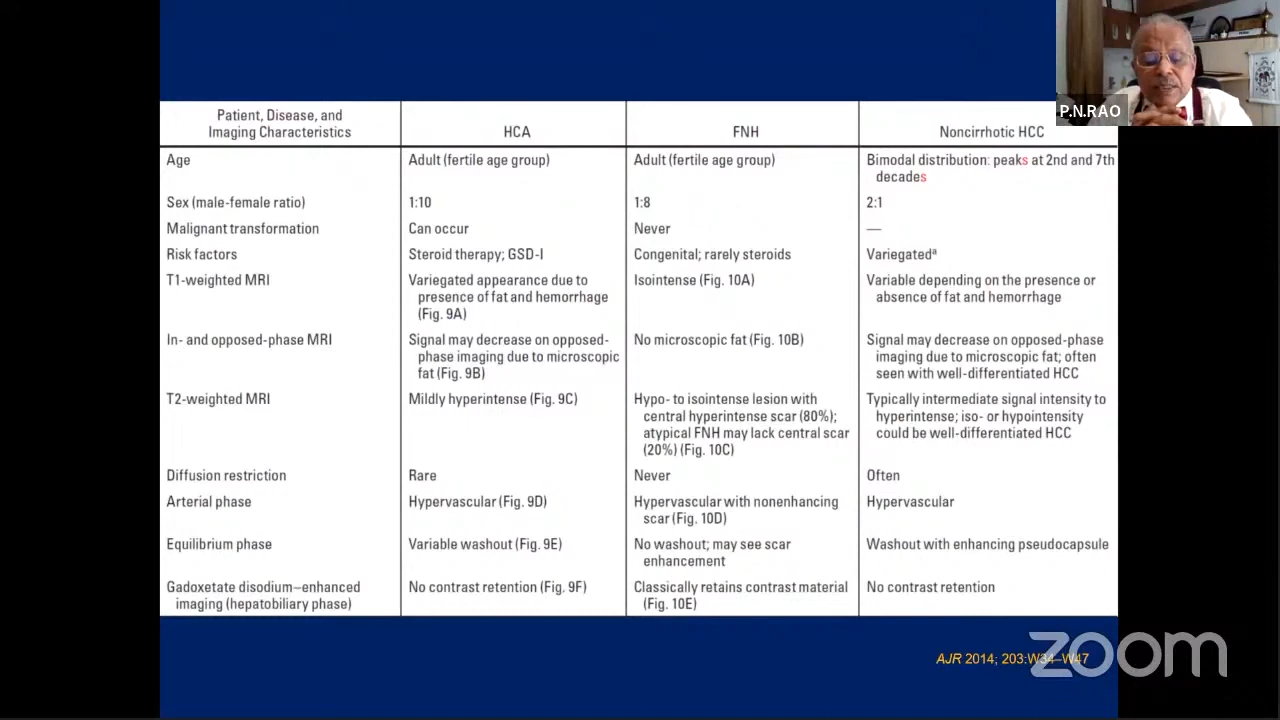 P.N.RAO
Patient, Disease, and
Imaging Characteristics
HCA
FNH
Noncirrhotic HCC
Age
Adult (fertile age group)
Adult (fertile age group)
Bimodal distribution: peaks at 2nd and 7th
decades
Sex (male-female ratio)
1:10
1:8
2:1
Malignant transformation
Can occur
Never
—
Risk factors
Steroid therapy; GSD-I
Congenital; rarely steroids
Variegatedª
T1-weighted MRI
Variegated appearance due to
presence of fat and hemorrhage
(Fig. 9A)
Isointense (Fig. 10A)
Variable depending on the presence or
absence of fat and hemorrhage
In- and opposed-phase MRI
Signal may decrease on opposed-
phase imaging due to microscopic
fat (Fig. 9B)
No microscopic fat (Fig. 10B)
Signal may decrease on opposed-phase
imaging due to microscopic fat; often
seen with well-differentiated HCC
T2-weighted MRI
Mildly hyperintense (Fig. 9C)
Hypo- to isointense lesion with
central hyperintense scar (80%);
atypical FNH may lack central scar
(20%) (Fig. 10C)
Typically intermediate signal intensity to
hyperintense; iso- or hypointensity
could be well-differentiated HCC
Diffusion restriction
Rare
Never
Often
Arterial phase
Hypervascular (Fig. 9D)
Hypervascular with nonenhancing
scar (Fig. 10D)
Hypervascular
Equilibrium phase
Variable washout (Fig. 9E)
No washout; may see scar
enhancement
Washout with enhancing pseudocapsule
Gadoxetate disodium–enhanced
imaging (hepatobiliary phase)
No contrast retention (Fig. 9F)
Classically retains contrast material
(Fig. 10E)
No contrast retention
AJR 2014; 203:W34–W47
zoom